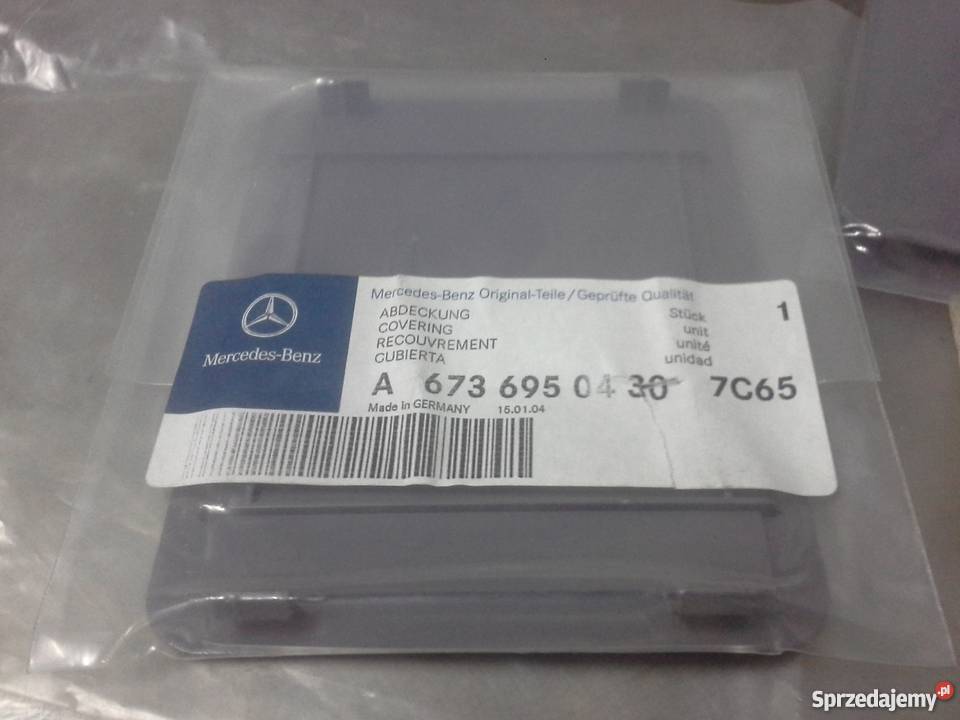 Mercedes-Benz
Mercedes-Benz Original-Teile/Geprüfte Qualität
ABDECKUNG
COVERING
RECOUVREMENT
CUBIERTA
Stück
unit
unité
unidad
1
A 673 695 04 30 7C65
Made in GERMANY 15.01.04
Sprzedajemy.pl